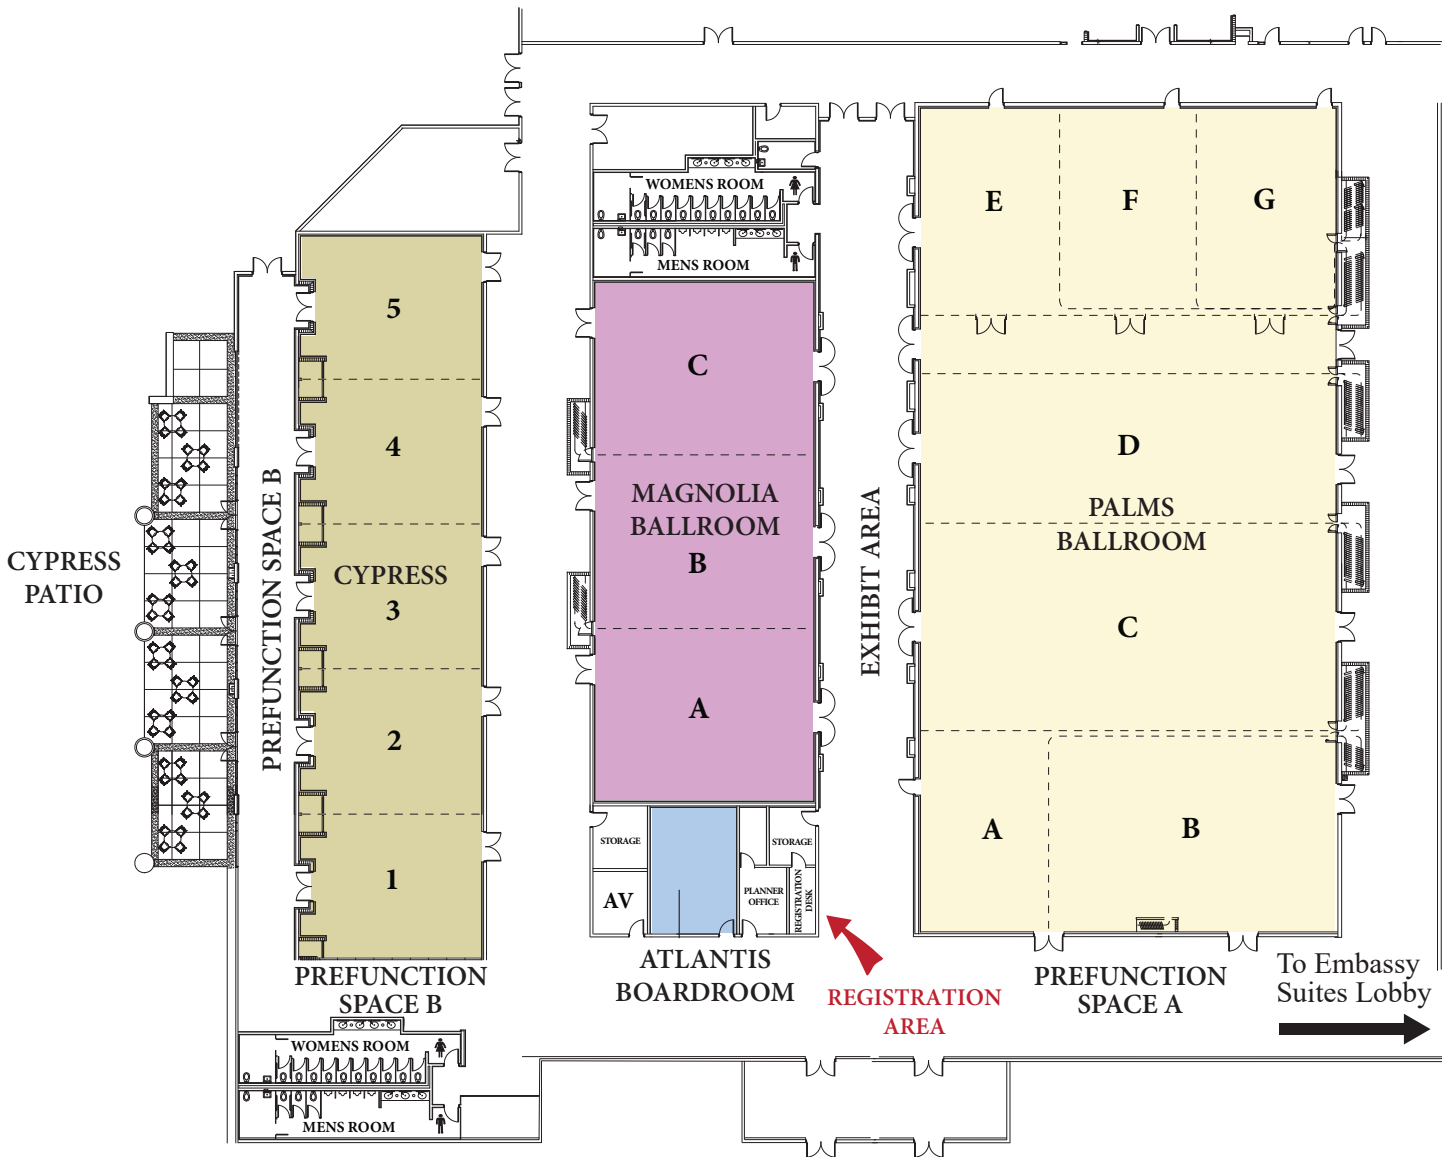 WOMENS ROOM
MENS ROOM
E
F
G
5
4
CYPRESS
3
2
1
C
MAGNOLIA
BALLROOM
B
A
D
PALMS
BALLROOM
C
A
B
CYPRESS
PATIO
PREFUNCTION SPACE B
EXHIBIT AREA
STORAGE
STORAGE
AV
PLANNER
OFFICE
REGISTRATION
DESK
ATLANTIS
BOARDROOM
REGISTRATION
AREA
PREFUNCTION
SPACE B
PREFUNCTION
SPACE A
To Embassy
Suites Lobby
WOMENS ROOM
MENS ROOM